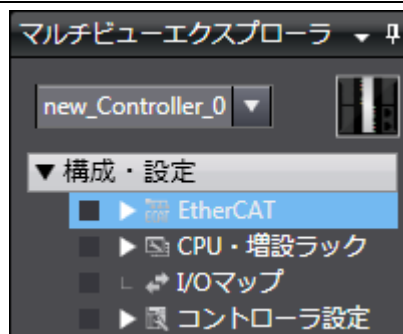 マルチビューエクスプローラ
new_Controller_0
構成・設定
EtherCAT
CPU・増設ラック
I/Oマップ
コントローラ設定